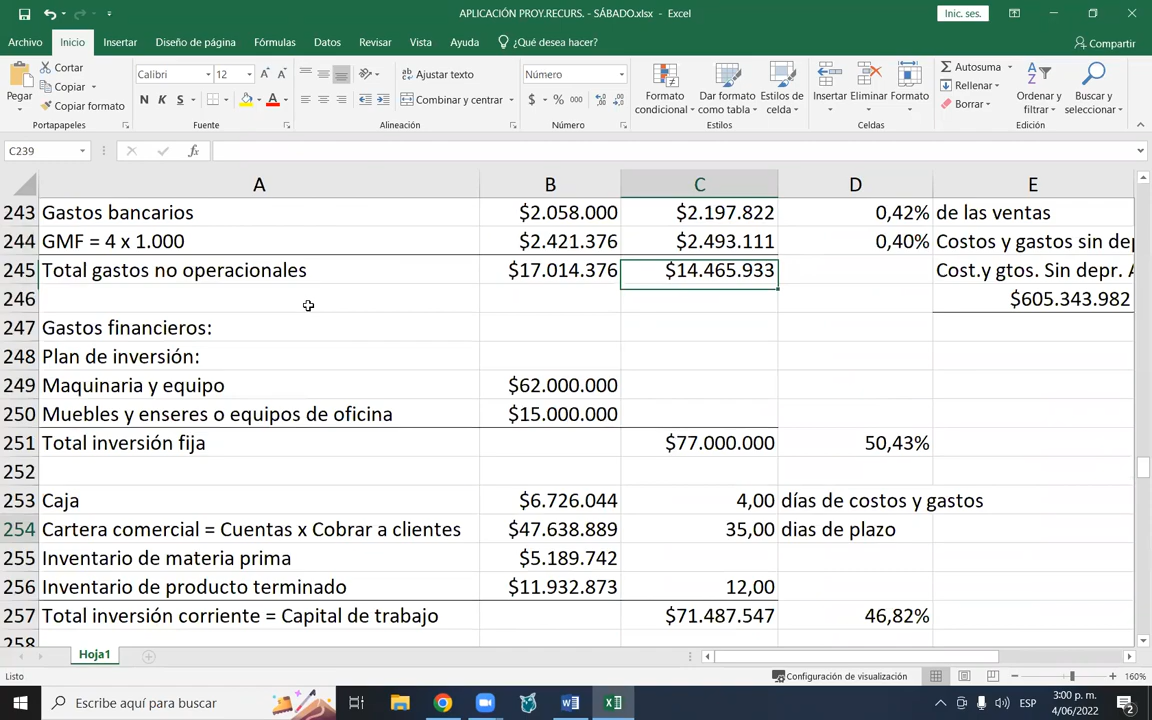 APLICACIÓN PROY.RECURS. - SÁBADO.xlsx - Excel
Inic. ses.
Archivo Inicio Insertar Diseño de página Fórmulas Datos Revisar Vista Ayuda ¿Qué desea hacer? Compartir
Pegar
Cortar
Copiar
Copiar formato
Portapapeles
Calibri 12
N K S
Fuente
Ajustar texto
Combinar y centrar
Alineación
Número
$ % 000
Número
Formato condicional
Dar formato como tabla
Estilos de celda
Estilos
Insertar Eliminar Formato
Celdas
Autosuma
Rellenar
Borrar
Ordenar y filtrar
Buscar y seleccionar
Edición
C239 fx
A B C D E
243 Gastos bancarios $2.058.000 $2.197.822 0,42% de las ventas
244 GMF = 4 x 1.000 $2.421.376 $2.493.111 0,40% Costos y gastos sin dep
245 Total gastos no operacionales $17.014.376 $14.465.933 Cost.y gtos. Sin depr. A
246 $605.343.982
247 Gastos financieros:
248 Plan de inversión:
249 Maquinaria y equipo $62.000.000
250 Muebles y enseres o equipos de oficina $15.000.000
251 Total inversión fija $77.000.000 50,43%
252
253 Caja $6.726.044 4,00 días de costos y gastos
254 Cartera comercial = Cuentas x Cobrar a clientes $47.638.889 35,00 dias de plazo
255 Inventario de materia prima $5.189.742
256 Inventario de producto terminado $11.932.873 12,00
257 Total inversión corriente = Capital de trabajo $71.487.547 46,82%
258
Hoja1
Listo
Configuración de visualización
160%
Escribe aquí para buscar
ESP
3:00 p. m.
4/06/2022
2